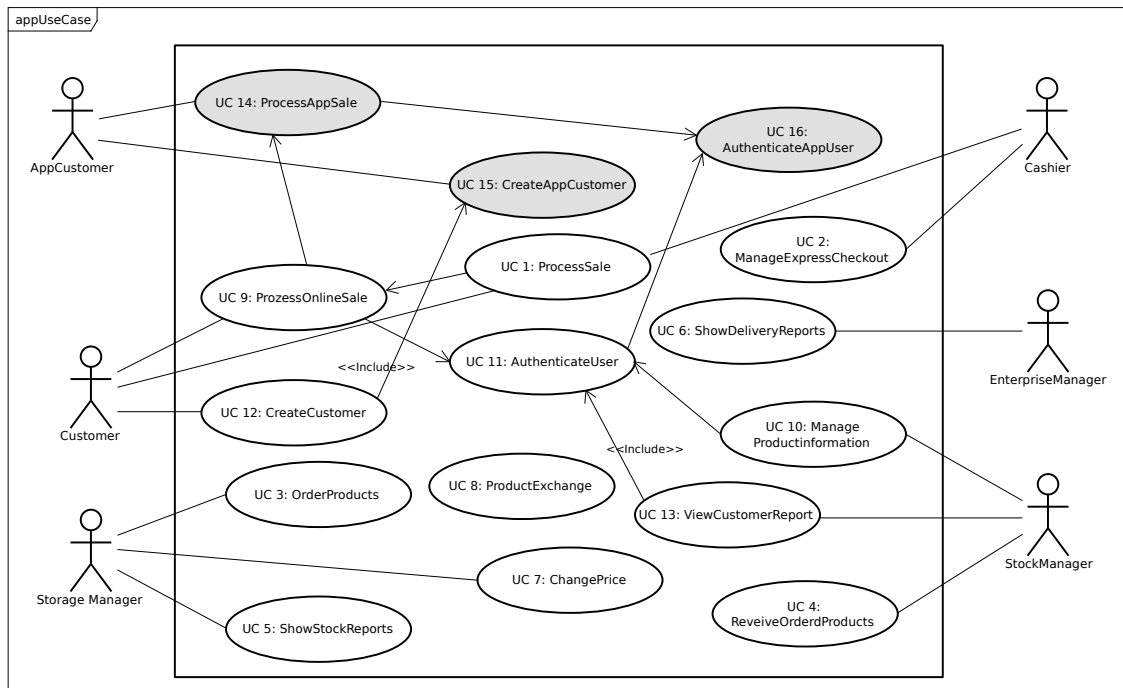 appUseCase
UC 14: ProcessAppSale
UC 16:
AuthenticateAppUser
AppCustomer
Cashier
UC 15: CreateAppCustomer
UC 2:
ManageExpressCheckout
UC 1: ProcessSale
UC 9: ProzessOnlineSale
UC 6: ShowDeliveryReports
UC 11: AuthenticateUser
<<Include>>
EnterpriseManager
UC 12: CreateCustomer
Customer
UC 10: Manage
Productinformation
<<Include>>
UC 3: OrderProducts
UC 8: ProductExchange
UC 13: ViewCustomerReport
StockManager
UC 7: ChangePrice
Storage Manager
UC 4:
ReveiveOrderdProducts
UC 5: ShowStockReports